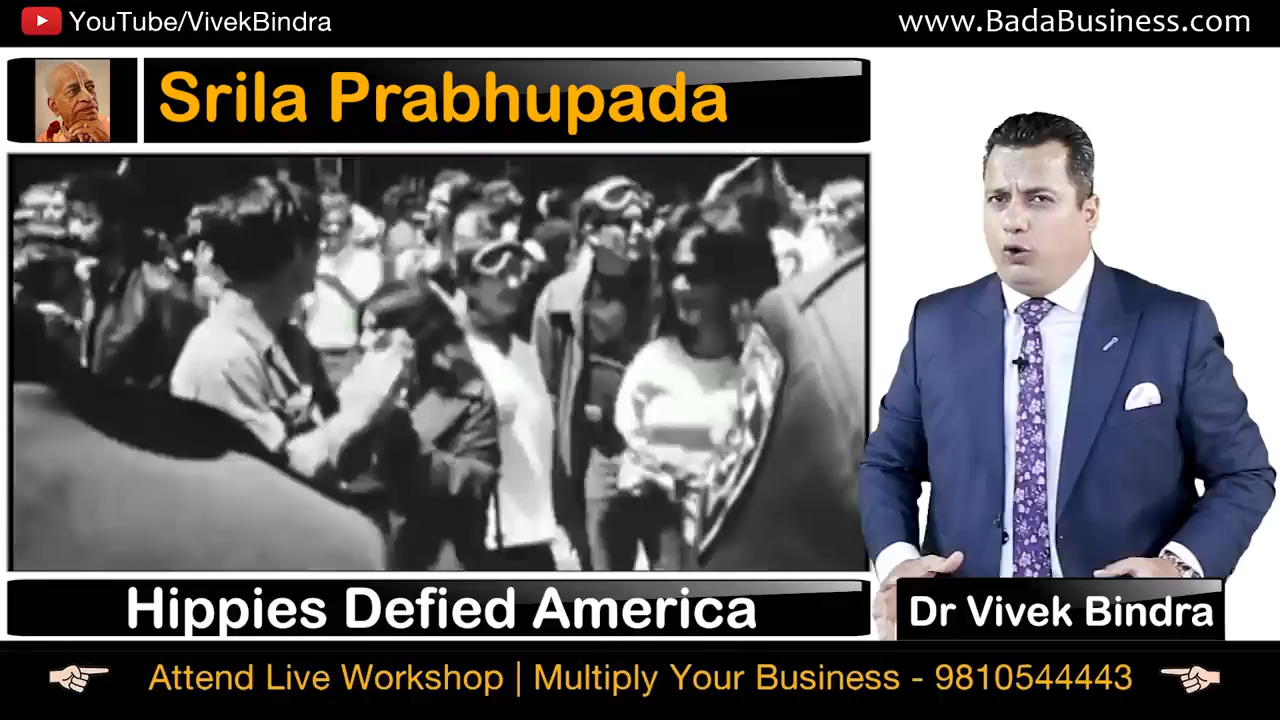 YouTube/VivekBindra
www.BadaBusiness.com
Srila Prabhupada
Hippies Defied America
Dr Vivek Bindra
Attend Live Workshop | Multiply Your Business - 9810544443